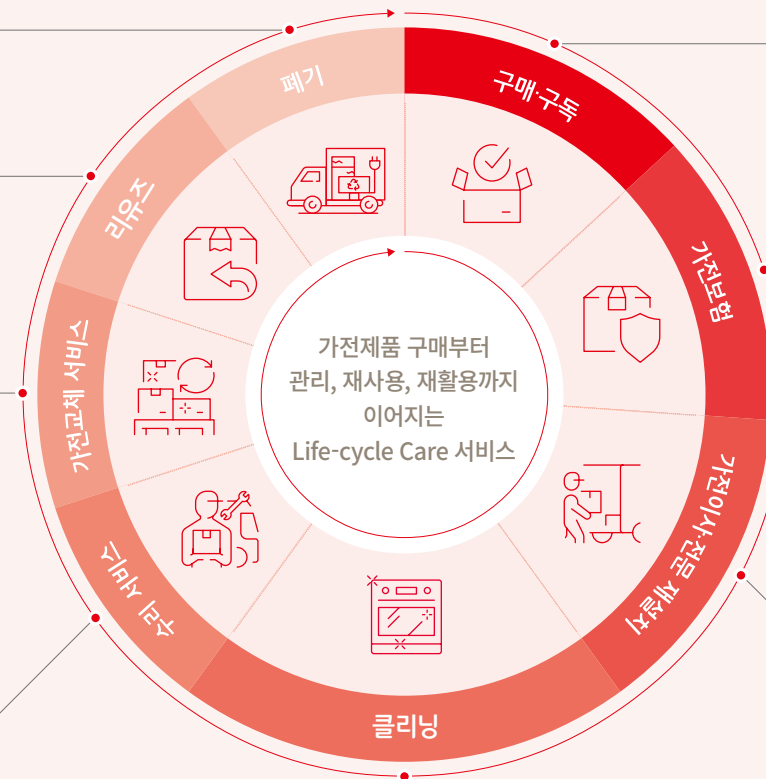 구매·구독
가전보험
가전이사·전문 재설치
클리닝
수리 서비스
가전교체 서비스
리유즈
폐기
가전제품 구매부터
관리, 재사용, 재활용까지
이어지는
Life-cycle Care 서비스